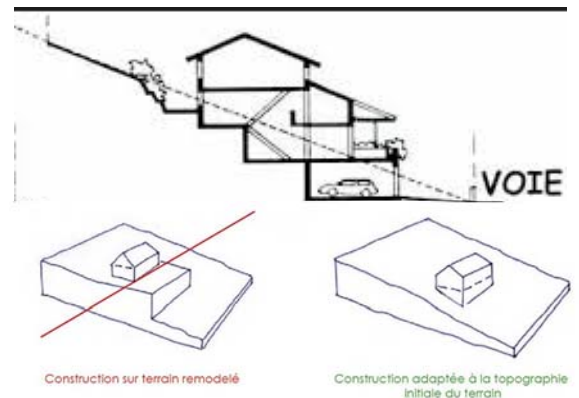 VOIE
Construction sur terrain remodelé
Construction adaptée à la topographie
initiale du terrain